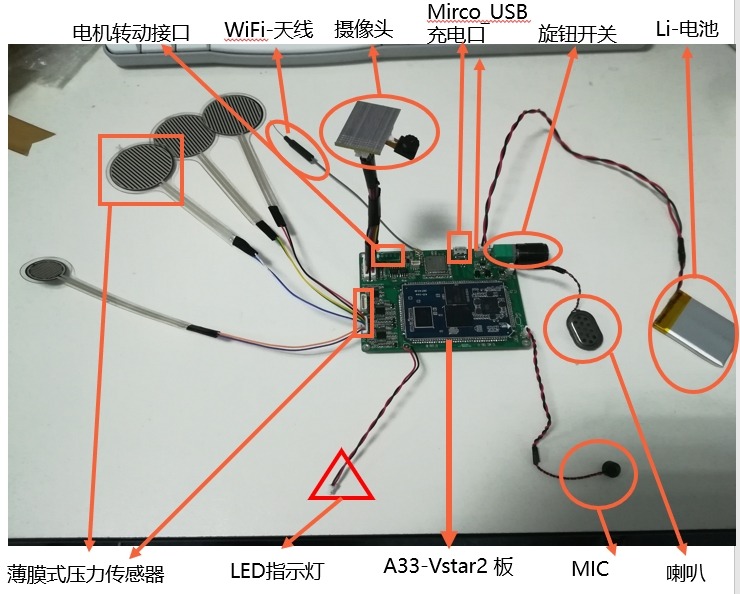 电机转动接口
WiFi-天线
摄像头
Mirco_USB
充电口
旋钮开关
Li-电池
薄膜式压力传感器
LED指示灯
A33-Vstar2 板
MIC
喇叭